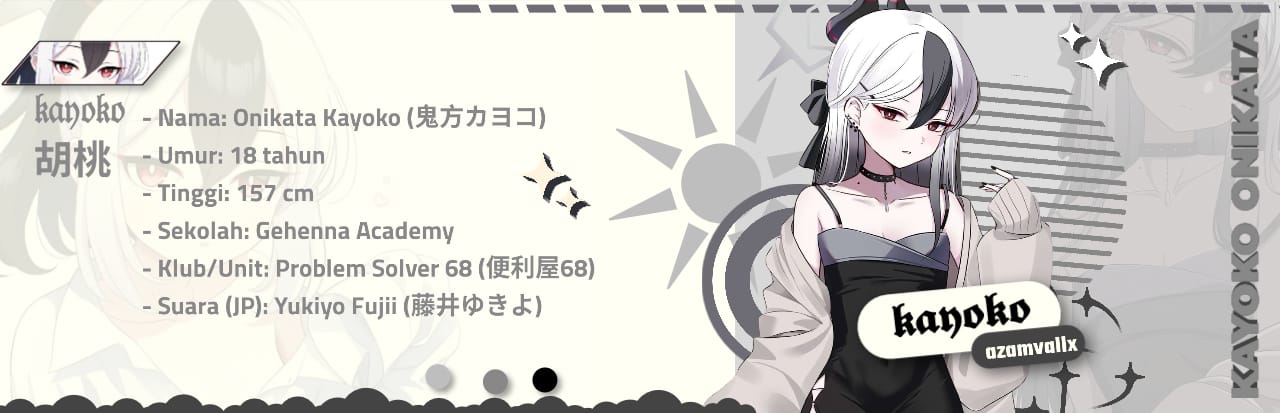 kayoko
胡桃
- Nama: Onikata Kayoko (鬼方カヨコ)
- Umur: 18 tahun
- Tinggi: 157 cm
- Sekolah: Gehenna Academy
- Klub/Unit: Problem Solver 68 (便利屋68)
- Suara (JP): Yukiyo Fujii (藤井ゆきよ)
kayoko
azamvallx
KAYOKO ONIKATA